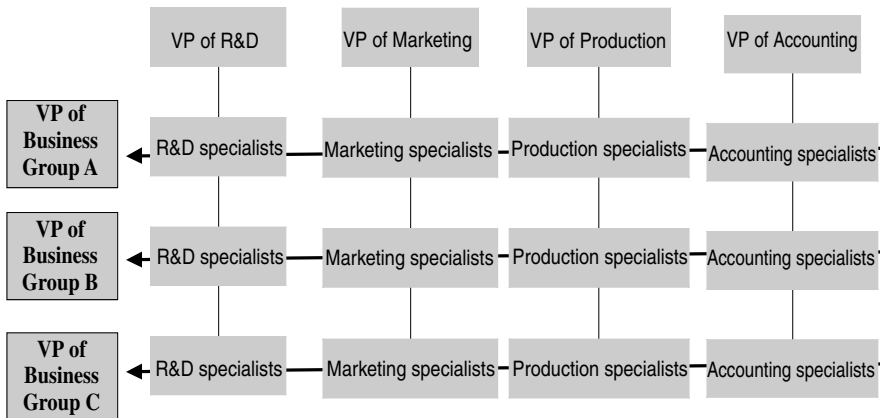 VP of R&D
VP of Marketing
VP of Production
VP of Accounting
VP of
Business
Group A
R&D specialists
Marketing specialists
Production specialists
Accounting specialists
VP of
Business
Group B
R&D specialists
Marketing specialists
Production specialists
Accounting specialists
VP of
Business
Group C
R&D specialists
Marketing specialists
Production specialists
Accounting specialists